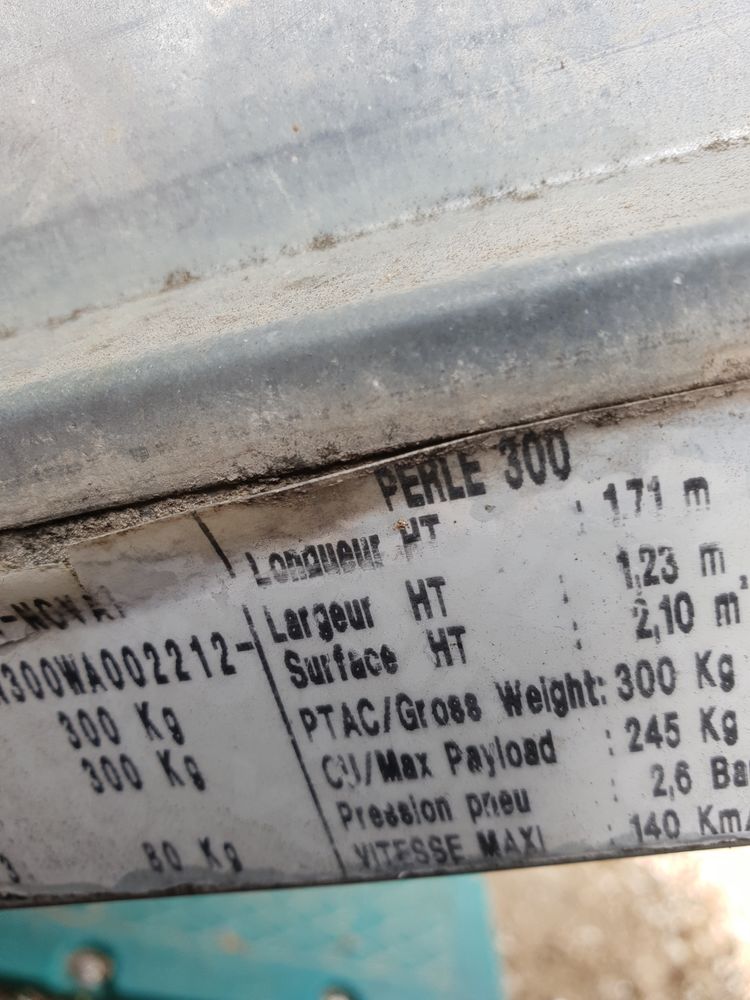 PERLE 300
Longueur HT : 1,71 m
Largeur HT : 1,23 m
Surface HT : 2,10 m²
PTAC/Gross Weight: 300 Kg
CU/Max Payload : 245 Kg
Pression pneu : 2,6 Ba
VITESSE MAXI : 140 Km/
300WA002212-
300 Kg
300 Kg
80 Kg